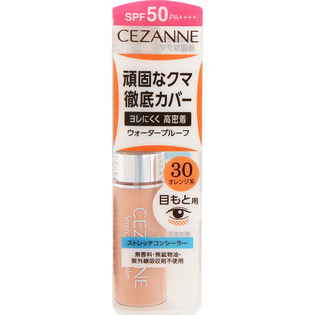 SPF50
PA++++
CEZANNE
頑固なクマ
徹底カバー
ヨレにくく 高密着
ウォータープルーフ
30
オレンジ系
目もと用
CEZANNE
ストレッチコンシーラー
無香料・無鉱物油・
紫外線吸収剤不使用